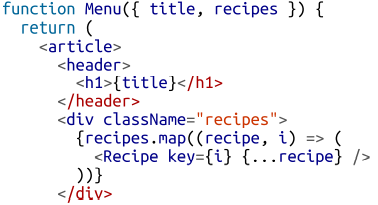 function Menu({ title, recipes }) {
  return (
    <article>
      <header>
        <h1>{title}</h1>
      </header>
      <div className="recipes">
        {recipes.map((recipe, i) => (
          <Recipe key={i} {...recipe} />
        ))}
      </div>